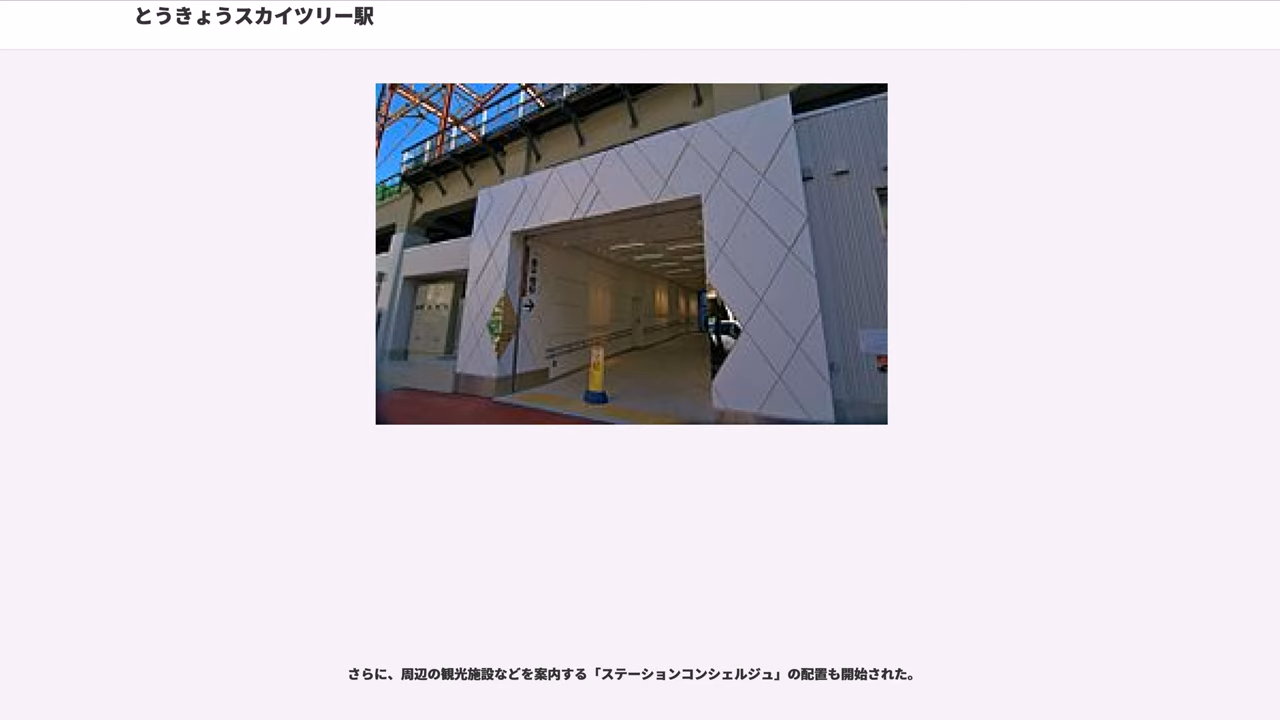 とうきょうスカイツリー駅
さらに、周辺の観光施設などを案内する「ステーションコンシェルジュ」の配置も開始された。